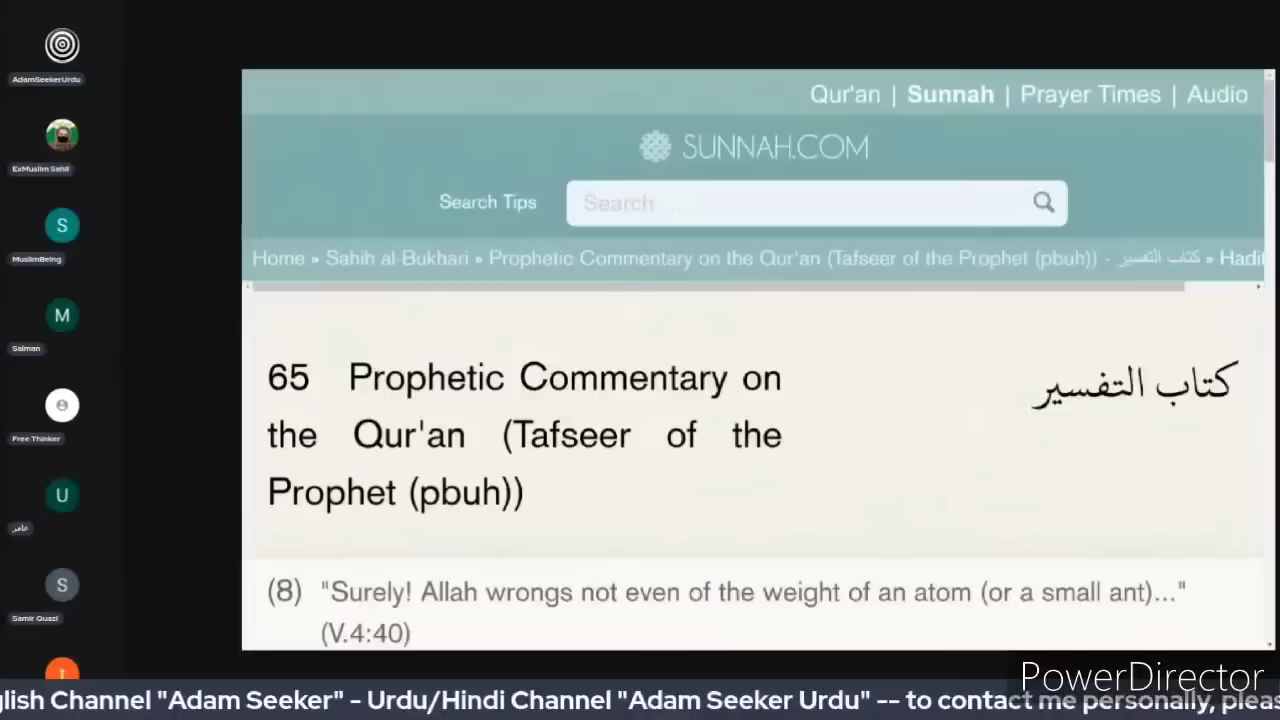 AdamSeekerUrdu
ExMuslim Sahil
S
MuslimBeing
M
Salman
Free Thinker
U
عامر
S
Samir Quazi
Qur'an | Sunnah | Prayer Times | Audio
SUNNAH.COM
Search Tips
Search …
Home » Sahih al-Bukhari » Prophetic Commentary on the Qur'an (Tafseer of the Prophet (pbuh)) - كتاب التفسير » Hadit
65 Prophetic Commentary on
the Qur'an (Tafseer of the
Prophet (pbuh))
كتاب التفسير
(8) "Surely! Allah wrongs not even of the weight of an atom (or a small ant)..."
(V.4:40)
PowerDirector
glish Channel "Adam Seeker" - Urdu/Hindi Channel "Adam Seeker Urdu" -- to contact me personally, pleas